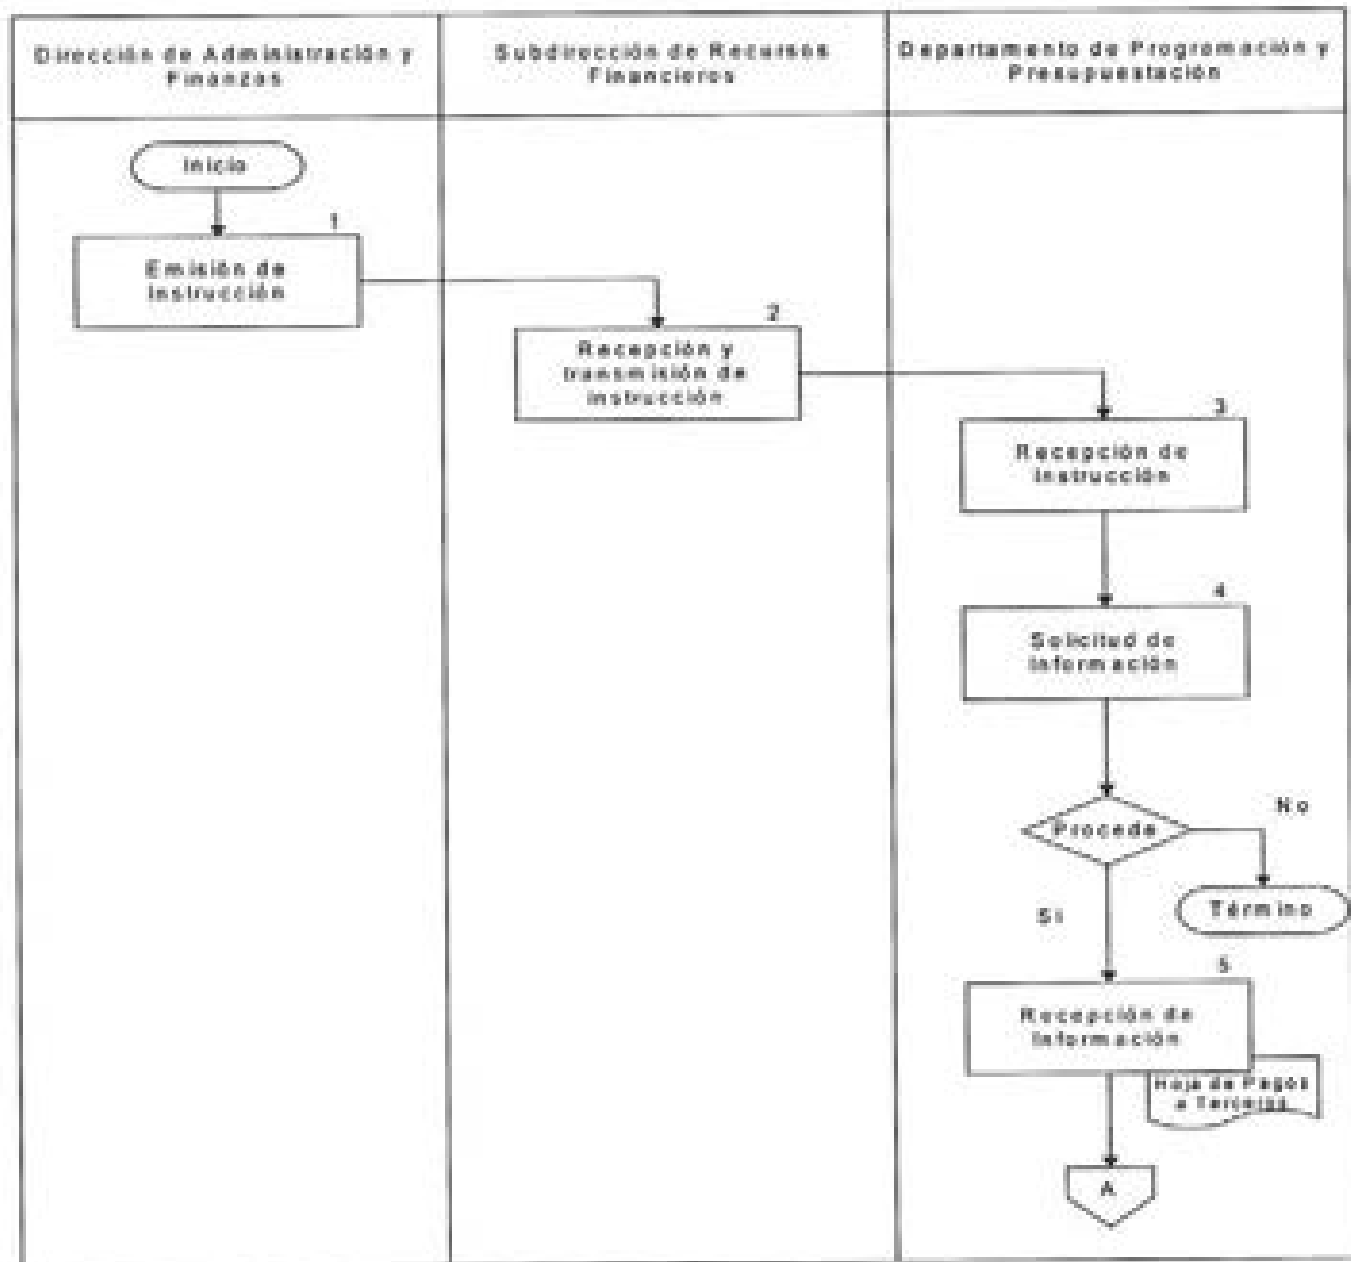 Dirección de Administración y
Finanzas
Subdirección de Recursos
Financieros
Departamento de Programación y
Presupuestación
Inicio
1
Emisión de
Instrucción
2
Recepción y
transmisión de
instrucción
3
Recepción de
Instrucción
4
Solicitud de
información
Procede
No
Término
Si
5
Recepción de
Información
Hoja de Pagos
a Terceros
A